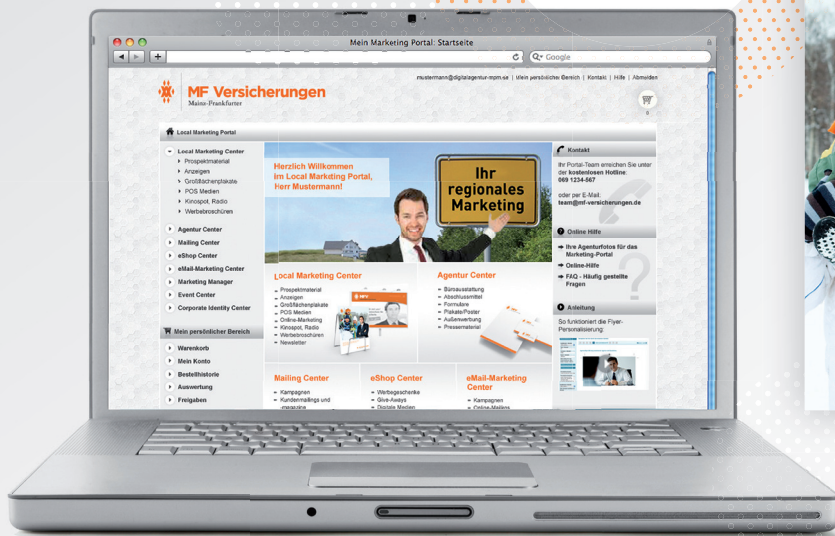 Mein Marketing Portal: Startseite
Google
mustermann@digitalagentur-mpm.se | Mein persönlicher Bereich | Kontakt | Hilfe | Abmelden
MF Versicherungen
Mainz-Frankfurter
0
Local Marketing Portal
Local Marketing Center
Prospektmaterial
Anzeigen
Großflächenplakate
POS Medien
Kinospot, Radio
Werbebroschüren
Agentur Center
Mailing Center
eShop Center
eMail-Marketing Center
Marketing Manager
Event Center
Corporate Identity Center
Mein persönlicher Bereich
Warenkorb
Mein Konto
Bestellhistorie
Auswertung
Freigaben
Herzlich Willkommen
im Local Marketing Portal,
Herr Mustermann!
Ihr
regionales
Marketing
Local Marketing Center
Prospektmaterial
Anzeigen
Großflächenplakate
POS Medien
Online-Marketing
Kinospot, Radio
Werbebroschüren
Newsletter
Agentur Center
Büroausstattung
Abschlussmittel
Formulare
Plakate/Poster
Außenwerbung
Pressematerial
Mailing Center
Kampagnen
Kundenmailings und
-magazine
eShop Center
Werbegeschenke
Give-Aways
Digitale Medien
eMail-Marketing
Center
Kampagnen
Online-Mailings
Kontakt
Ihr Portal-Team erreichen Sie unter
der kostenlosen Hotline:
069 1234-567
oder per E-Mail:
team@mf-versicherungen.de
Online Hilfe
Ihre Agenturfotos für das
Marketing-Portal
Online-Hilfe
FAQ - Häufig gestellte
Fragen
Anleitung
So funktioniert die Flyer-
Personalisierung: